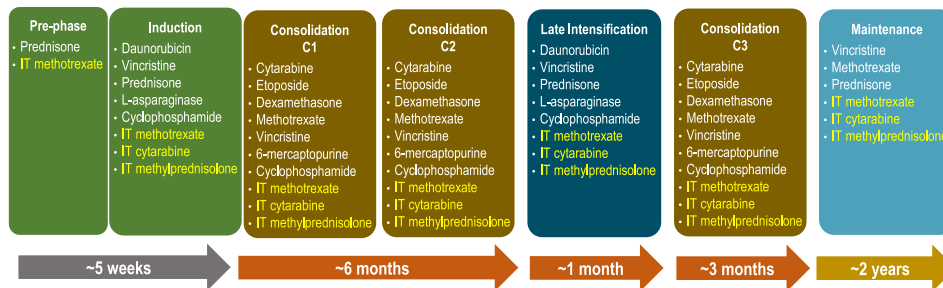 Pre-phase
• Prednisone
• IT methotrexate
Induction
• Daunorubicin
• Vincristine
• Prednisone
• L-asparaginase
• Cyclophosphamide
• IT methotrexate
• IT cytarabine
• IT methylprednisolone
Consolidation
C1
• Cytarabine
• Etoposide
• Dexamethasone
• Methotrexate
• Vincristine
• 6-mercaptopurine
• Cyclophosphamide
• IT methotrexate
• IT cytarabine
• IT methylprednisolone
Consolidation
C2
• Cytarabine
• Etoposide
• Dexamethasone
• Methotrexate
• Vincristine
• 6-mercaptopurine
• Cyclophosphamide
• IT methotrexate
• IT cytarabine
• IT methylprednisolone
Late Intensification
• Daunorubicin
• Vincristine
• Prednisone
• L-asparaginase
• Cyclophosphamide
• IT methotrexate
• IT cytarabine
• IT methylprednisolone
Consolidation
C3
• Cytarabine
• Etoposide
• Dexamethasone
• Methotrexate
• Vincristine
• 6-mercaptopurine
• Cyclophosphamide
• IT methotrexate
• IT cytarabine
• IT methylprednisolone
Maintenance
• Vincristine
• Methotrexate
• Prednisone
• IT methotrexate
• IT cytarabine
• IT methylprednisolone
~5 weeks
~6 months
~1 month
~3 months
~2 years